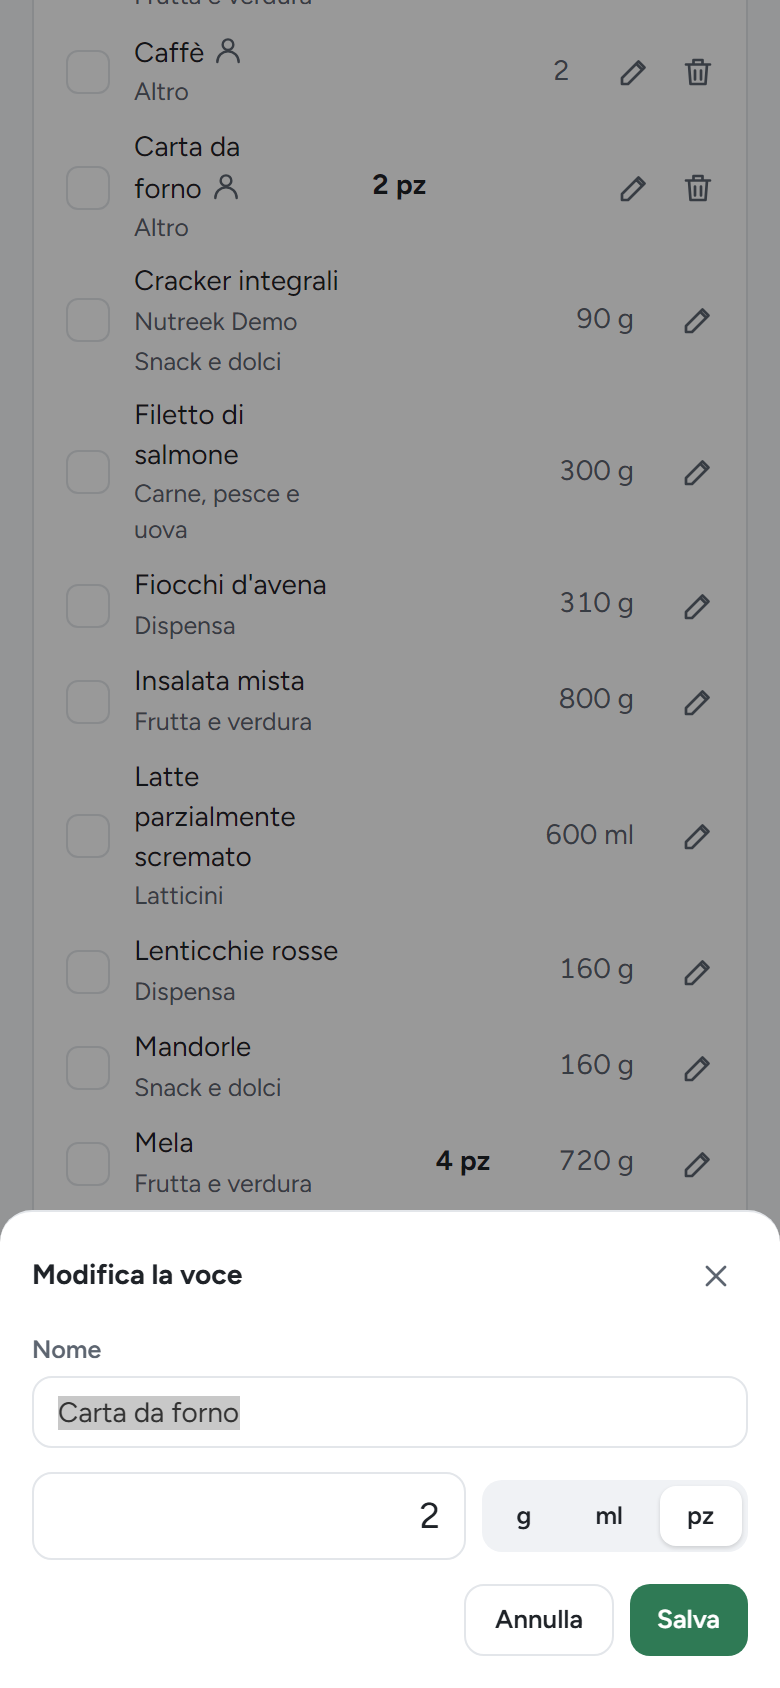 Frutta e verdura
Caffè
2
Altro
Carta da
forno
2 pz
Altro
Cracker integrali
Nutreek Demo
90 g
Snack e dolci
Filetto di
salmone
300 g
Carne, pesce e
uova
Fiocchi d'avena
310 g
Dispensa
Insalata mista
800 g
Frutta e verdura
Latte
parzialmente
600 ml
scremato
Latticini
Lenticchie rosse
160 g
Dispensa
Mandorle
160 g
Snack e dolci
Mela
4 pz 720 g
Frutta e verdura
Modifica la voce
Nome
Carta da forno
2 g ml pz
Annulla Salva